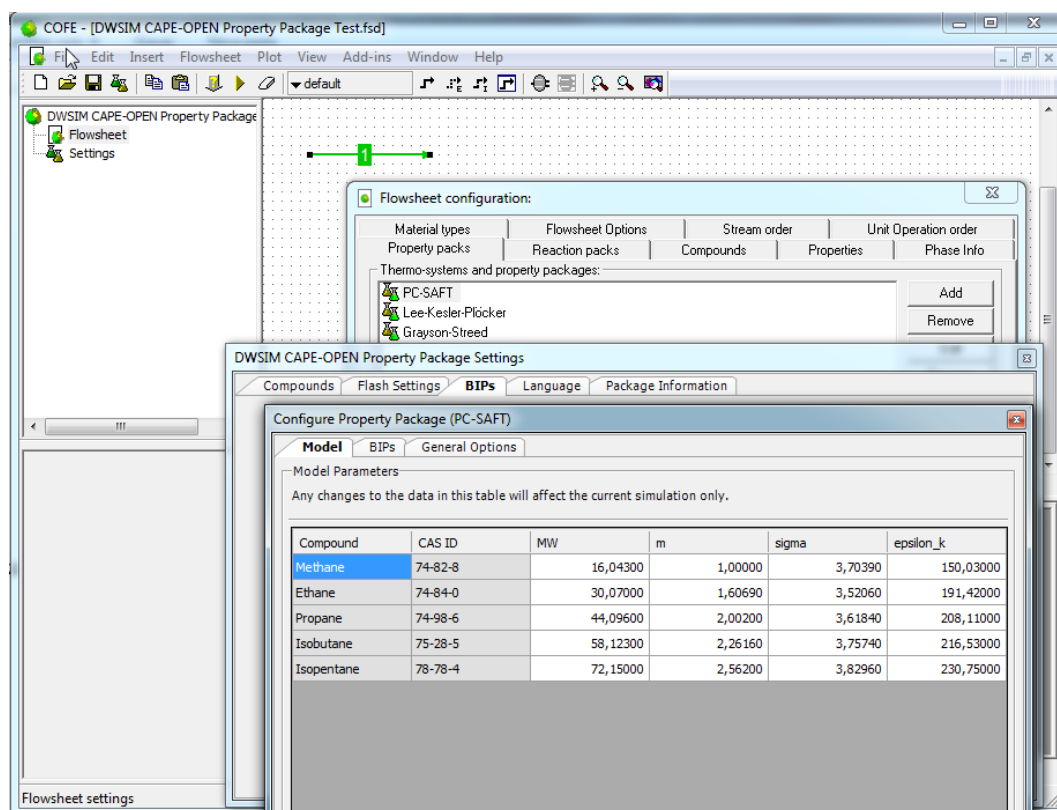 COFE - [DWSIM CAPE-OPEN Property Package Test.fsd]
Edit Insert Flowsheet Plot View Add-ins Window Help
default
DWSIM CAPE-OPEN Property Package
Flowsheet
Settings
1
Flowsheet configuration:
Material types Flowsheet Options Stream order Unit Operation order
Property packs Reaction packs Compounds Properties Phase Info
Thermo-systems and property packages:
PC-SAFT
Add
Lee-Kesler-Plöcker
Remove
Grayson-Streed
DWSIM CAPE-OPEN Property Package Settings
Compounds Flash Settings BIPs Language Package Information
Configure Property Package (PC-SAFT)
Model BIPs General Options
Model Parameters
Any changes to the data in this table will affect the current simulation only.
Compound CAS ID MW m sigma epsilon_k
Methane 74-82-8 16,04300 1,00000 3,70390 150,03000
Ethane 74-84-0 30,07000 1,60690 3,52060 191,42000
Propane 74-98-6 44,09600 2,00200 3,61840 208,11000
Isobutane 75-28-5 58,12300 2,26160 3,75740 216,53000
Isopentane 78-78-4 72,15000 2,56200 3,82960 230,75000
Flowsheet settings